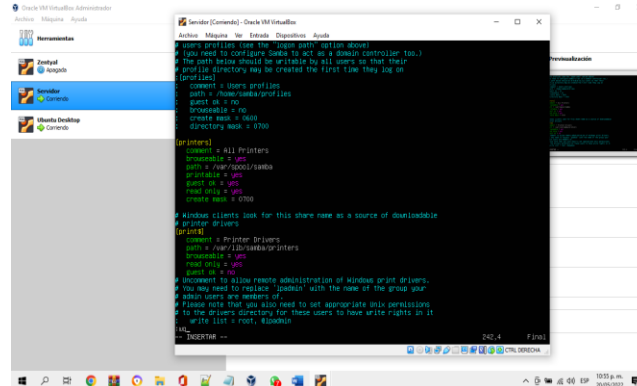 Oracle VM VirtualBox Administrador
Archivo Máquina Ayuda
Herramientas
Zentyal
Apagada
Servidor
Corriendo
Ubuntu Desktop
Corriendo
Previsualización
Servidor [Corriendo] - Oracle VM VirtualBox
Archivo Máquina Ver Entrada Dispositivos Ayuda
# users profiles (see the "logon path" option above)
# (you need to configure Samba to act as a domain controller too.)
# The path below should be writable by all users so that their
# profile directory may be created the first time they log on
;[profiles]
; comment = Users profiles
; path = /home/samba/profiles
; guest ok = no
; browseable = no
; create mask = 0600
; directory mask = 0700
[printers]
comment = All Printers
browseable = yes
path = /var/spool/samba
printable = yes
guest ok = yes
read only = yes
create mask = 0700
# Windows clients look for this share name as a source of downloadable
# printer drivers
[print$]
comment = Printer Drivers
path = /var/lib/samba/printers
browseable = yes
read only = yes
guest ok = no
# Uncomment to allow remote administration of Windows print drivers.
# You may need to replace 'lpadmin' with the name of the group your
# admin users are members of.
# Please note that you also need to set appropriate Unix permissions
# to the drivers directory for these users to have write rights in it
; write list = root, @lpadmin
:wq
-- INSERTAR --
242,4 Final
CTRL DERECHA
ESP
10:55 p. m.